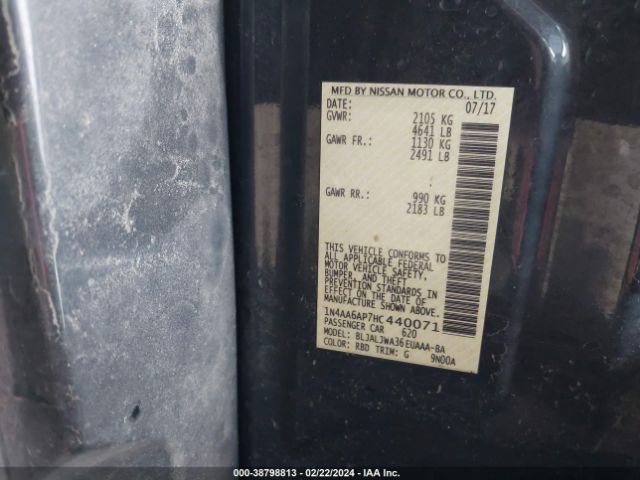 MFD BY NISSAN MOTOR CO., LTD.
DATE: 07/17
GVWR: 2105 KG
4641 LB
GAWR FR.: 1130 KG
2491 LB
GAWR RR.: 990 KG
2183 LB
THIS VEHICLE CONFORMS TO
ALL APPLICABLE FEDERAL
MOTOR VEHICLE SAFETY,
BUMPER, AND THEFT
PREVENTION STANDARDS IN
EFFECT ON THE DATE OF
MANUFACTURE SHOWN ABOVE.
1N4AA6AP7HC440071
PASSENGER CAR 620
MODEL: BLJALJWA36EUAAA-BA
COLOR: RBD TRIM: G 9N00A
000-38798813 - 02/22/2024 - IAA Inc.